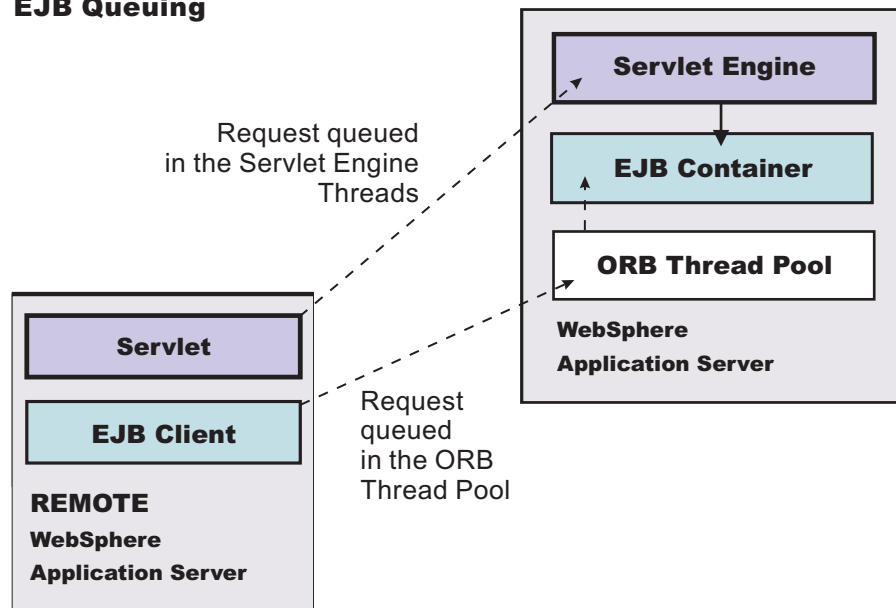 EJB Queuing
Servlet Engine
Request queued
in the Servlet Engine
Threads
EJB Container
ORB Thread Pool
WebSphere
Application Server
Servlet
EJB Client
Request
queued
in the ORB
Thread Pool
REMOTE
WebSphere
Application Server